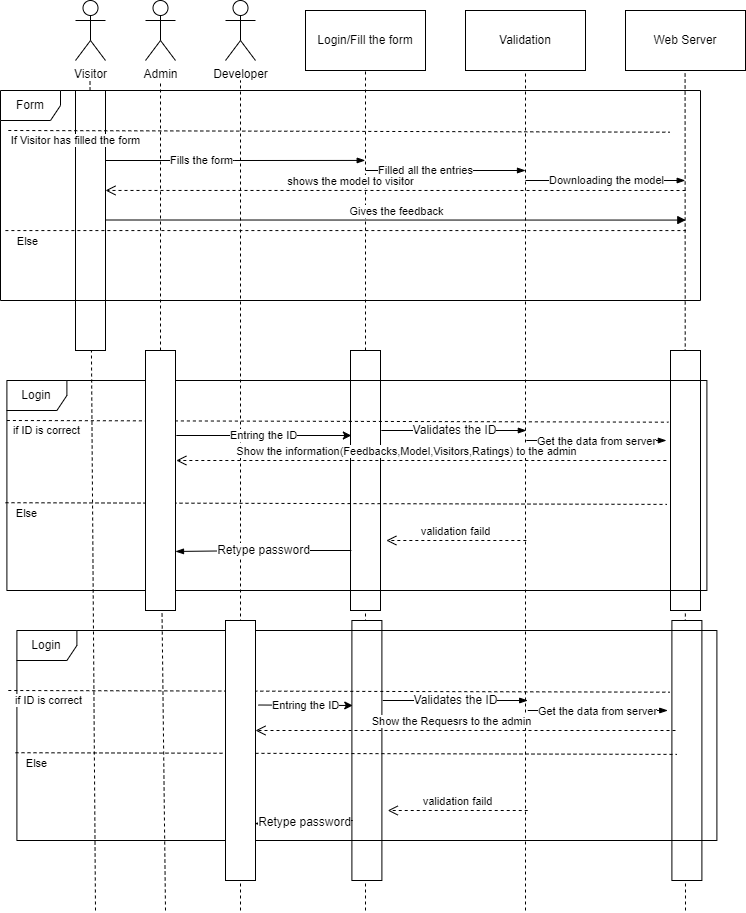 Visitor
Admin
Developer
Login/Fill the form
Validation
Web Server
Form
If Visitor has filled the form
Fills the form
Filled all the entries
Downloading the model
shows the model to visitor
Gives the feedback
Else
Login
if ID is correct
Entring the ID
Validates the ID
Get the data from server
Show the information(Feedbacks,Model,Visitors,Ratings) to the admin
Else
validation faild
Retype password
Login
if ID is correct
Entring the ID
Validates the ID
Get the data from server
Show the Requesrs to the admin
Else
validation faild
Retype password